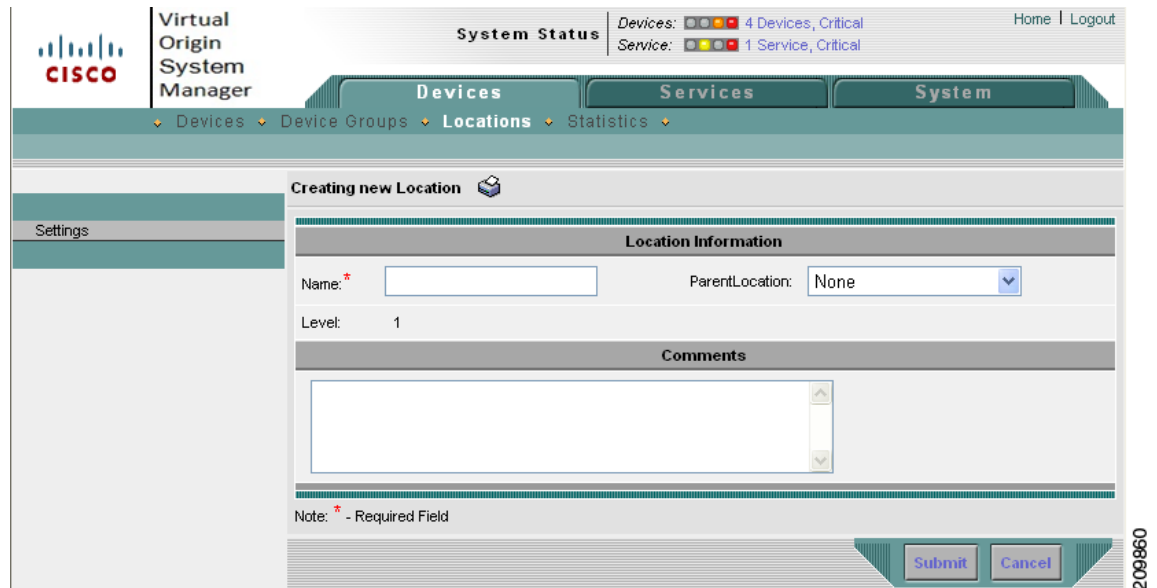 CISCO
Virtual
Origin
System
Manager
System Status
Devices: 4 Devices, Critical
Service: 1 Service, Critical
Home | Logout
Devices
Services
System
Devices Device Groups Locations Statistics
Settings
Creating new Location
Location Information
Name:*
ParentLocation: None
Level: 1
Comments
Note: * - Required Field
Submit Cancel
209860